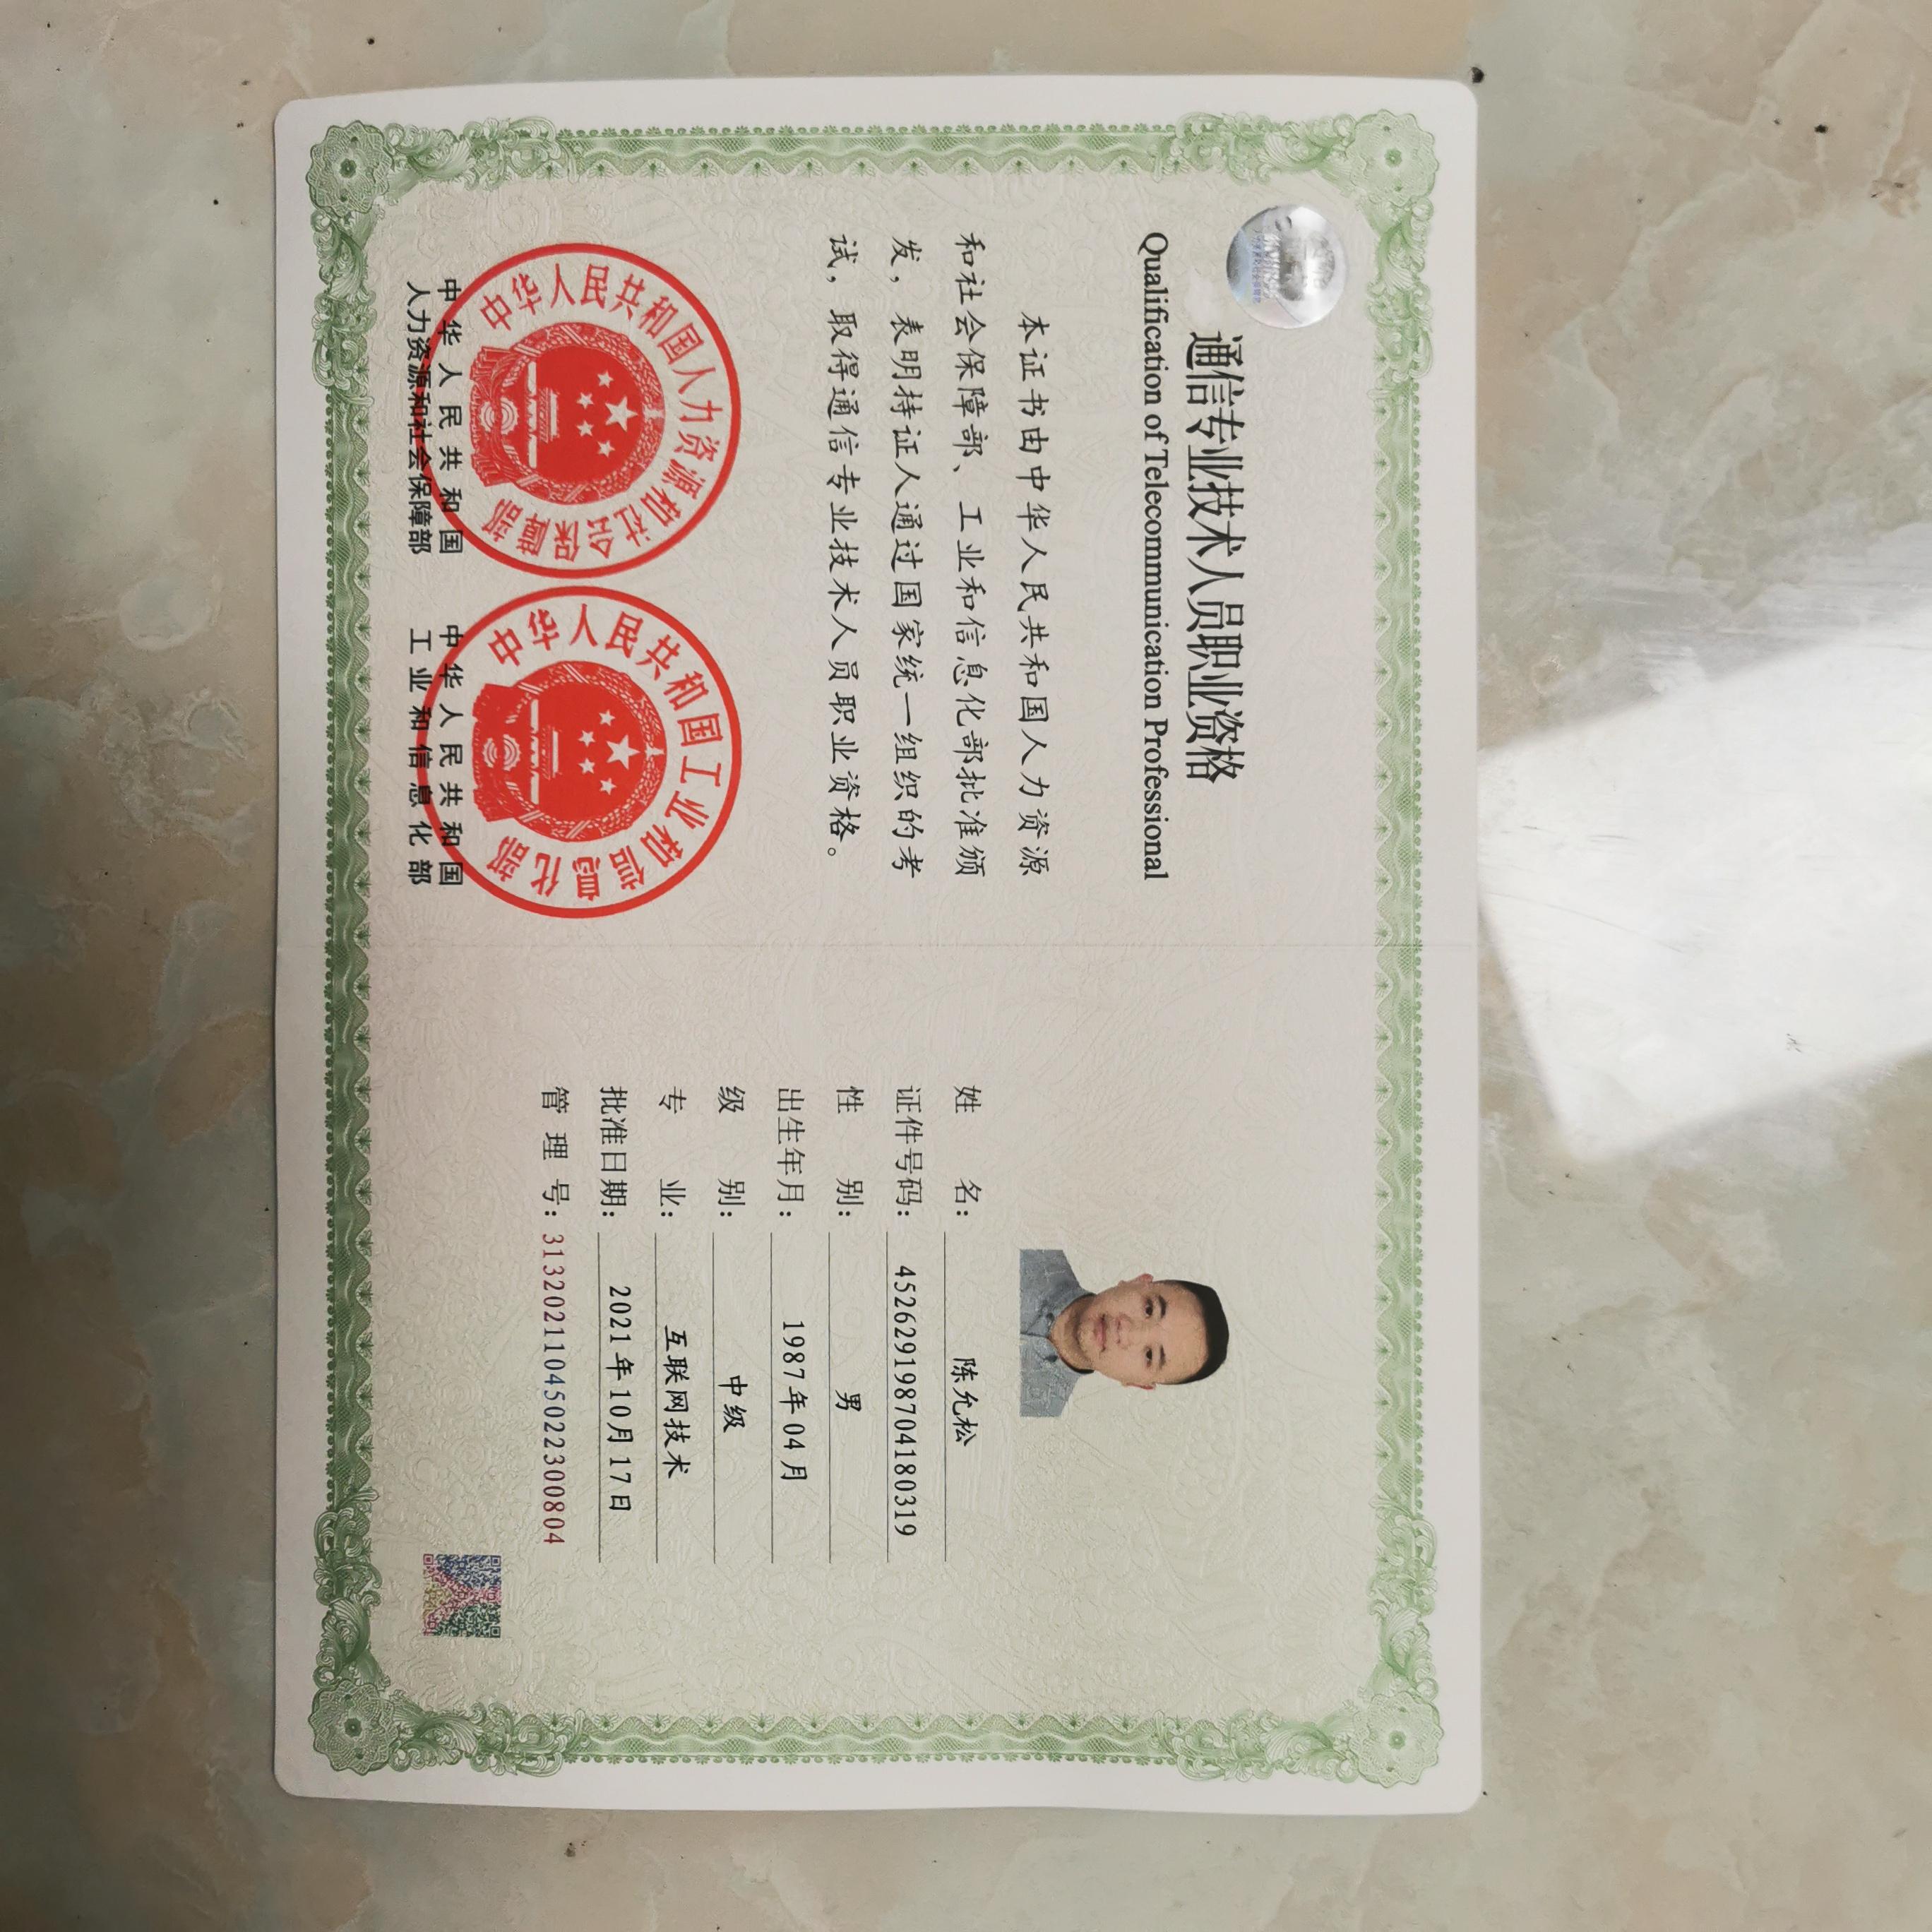 通信专业技术人员职业资格
Qualification of Telecommunication Professional
本证书由中华人民共和国人力资源
和社会保障部、工业和信息化部批准颁
发，表明持证人通过国家统一组织的考
试，取得通信专业技术人员职业资格。
中华人民共和国人力资源和社会保障部
中华人民共和国
人力资源和社会保障部
中华人民共和国工业和信息化部
中华人民共和国
工业和信息化部
姓 名： 陈允松
证件号码： 452629198704180319
性 别： 男
出生年月： 1987年04月
级 别： 中级
专 业： 互联网技术
批准日期： 2021年10月17日
管 理 号： 31320211045022300804